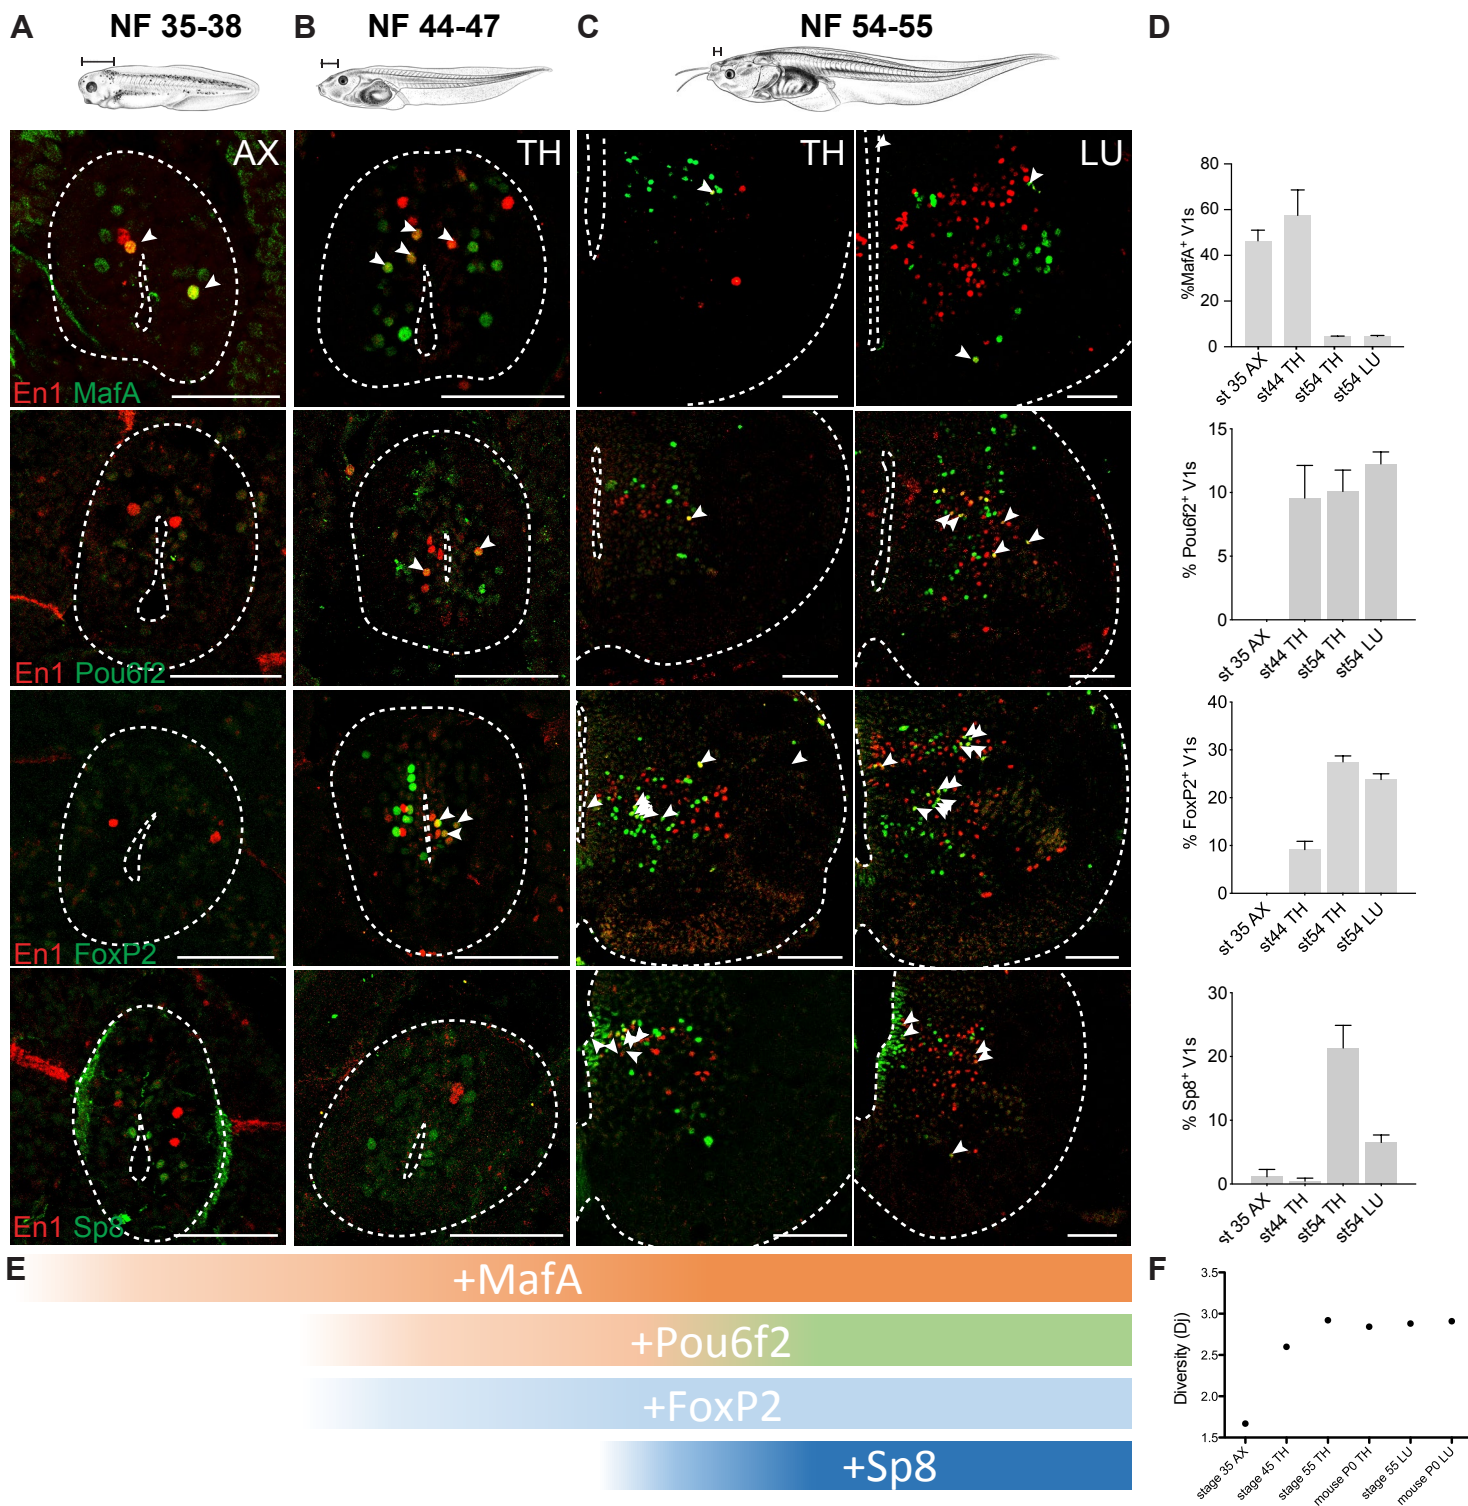 A NF 35-38 B NF 44-47 C NF 54-55 D
AX
TH
TH
LU
En1 MafA
En1 Pou6f2
En1 FoxP2
En1 Sp8
%MafA+ V1s
80
60
40
20
0
st 35 AX
st44 TH
st54 TH
st54 LU
% Pou6f2+ V1s
15
10
5
0
st 35 AX
st44 TH
st54 TH
st54 LU
% FoxP2+ V1s
40
30
20
10
0
st 35 AX
st44 TH
st54 TH
st54 LU
% Sp8+ V1s
30
20
10
0
st 35 AX
st44 TH
st54 TH
st54 LU
E
+MafA
+Pou6f2
+FoxP2
+Sp8
F
Diversity (Dj)
3.5
3.0
2.5
2.0
1.5
stage 35 AX
stage 45 TH
stage 55 TH
mouse P0 TH
stage 55 LU
mouse P0 LU